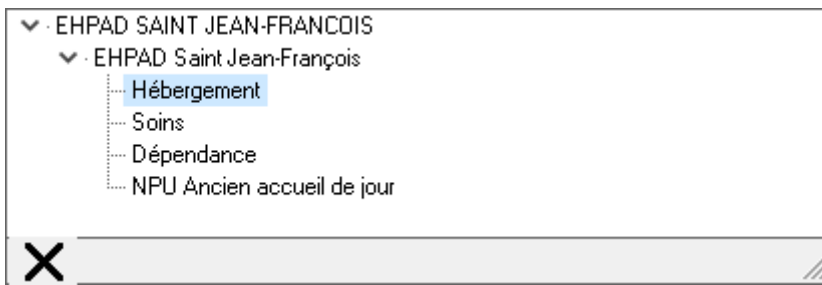 EHPAD SAINT JEAN-FRANCOIS
EHPAD Saint Jean-François
Hébergement
Soins
Dépendance
NPU Ancien accueil de jour